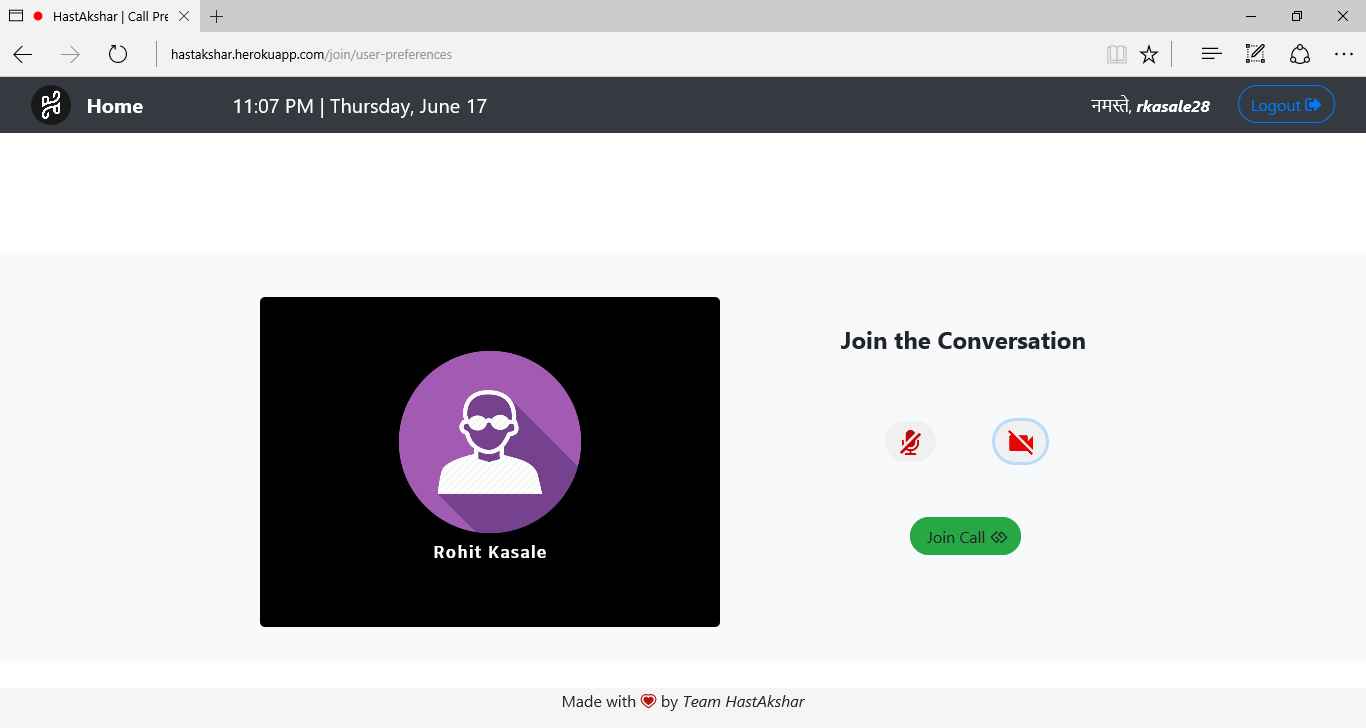 HastAkshar | Call Pre
hastakshar.herokuapp.com/join/user-preferences
Home
11:07 PM | Thursday, June 17
नमस्ते, rkasale28
Logout
Join the Conversation
Rohit Kasale
Join Call
Made with by Team HastAkshar